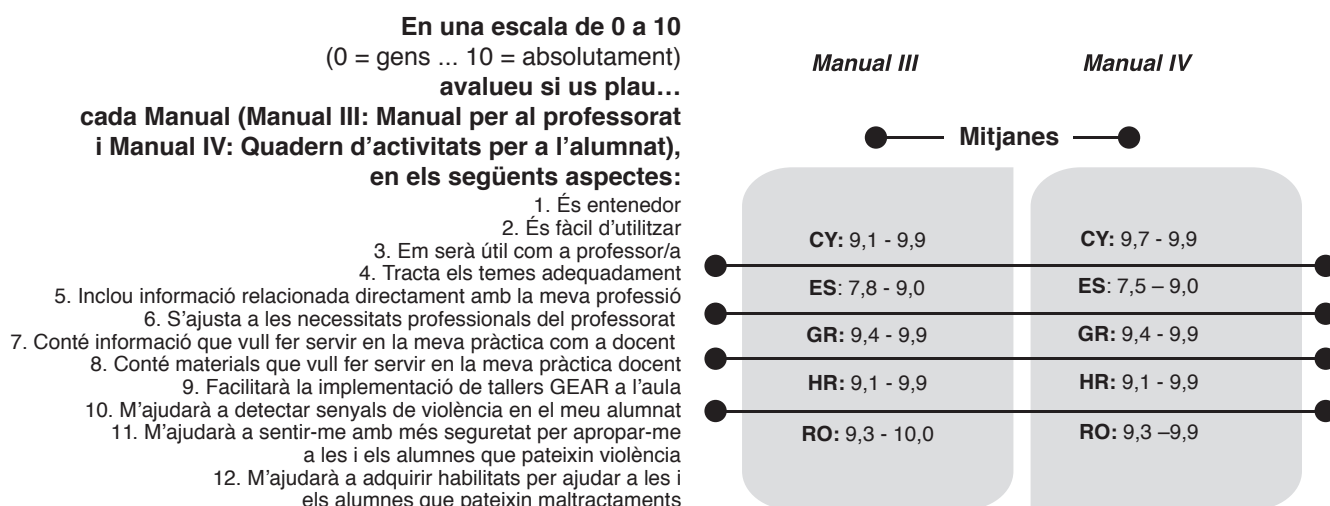 En una escala de 0 a 10
(0 = gens ... 10 = absolutament)
avalueu si us plau…
cada Manual (Manual III: Manual per al professorat
i Manual IV: Quadern d’activitats per a l’alumnat),
en els següents aspectes:
1. És entenedor
2. És fàcil d’utilitzar
3. Em serà útil com a professor/a
4. Tracta els temes adequadament
5. Inclou informació relacionada directament amb la meva professió
6. S’ajusta a les necessitats professionals del professorat
7. Conté informació que vull fer servir en la meva pràctica com a docent
8. Conté materials que vull fer servir en la meva pràctica docent
9. Facilitarà la implementació de tallers GEAR a l’aula
10. M’ajudarà a detectar senyals de violència en el meu alumnat
11. M’ajudarà a sentir-me amb més seguretat per apropar-me
a les i els alumnes que pateixin violència
12. M’ajudarà a adquirir habilitats per ajudar a les i
els alumnes que pateixin maltractaments
Manual III Manual IV
Mitjanes
CY: 9,1 - 9,9 CY: 9,7 - 9,9
ES: 7,8 - 9,0 ES: 7,5 – 9,0
GR: 9,4 - 9,9 GR: 9,4 - 9,9
HR: 9,1 - 9,9 HR: 9,1 - 9,9
RO: 9,3 - 10,0 RO: 9,3 –9,9